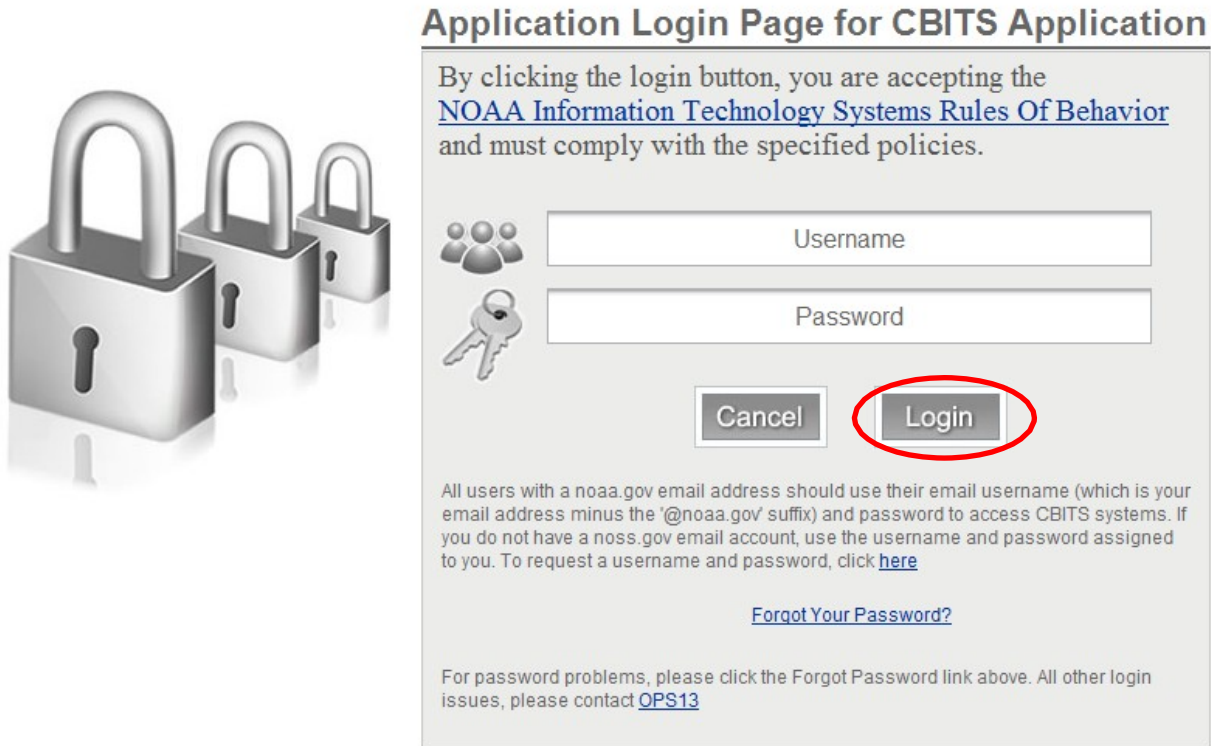 Application Login Page for CBITS Application
By clicking the login button, you are accepting the
NOAA Information Technology Systems Rules Of Behavior
and must comply with the specified policies.
Username
Password
Cancel
Login
All users with a noaa.gov email address should use their email username (which is your
email address minus the '@noaa.gov' suffix) and password to access CBITS systems. If
you do not have a noss.gov email account, use the username and password assigned
to you. To request a username and password, click here
Forgot Your Password?
For password problems, please click the Forgot Password link above. All other login
issues, please contact OPS13